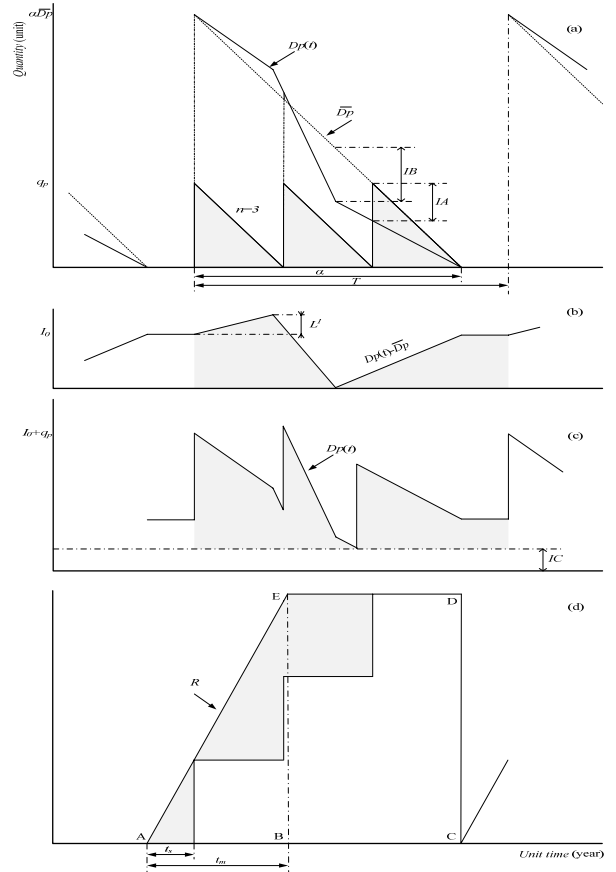 αD̅p̅
(a)
Quantity (unit)
Dp(t)
D̅p̅
IB
qp
n=3
IA
α
T
(b)
I0
L^I
Dp(t)-D̅p̅
(c)
I0+qp
Dp(t)
IC
E
D
(d)
R
A
B
C
ts
tm
Unit time (year)